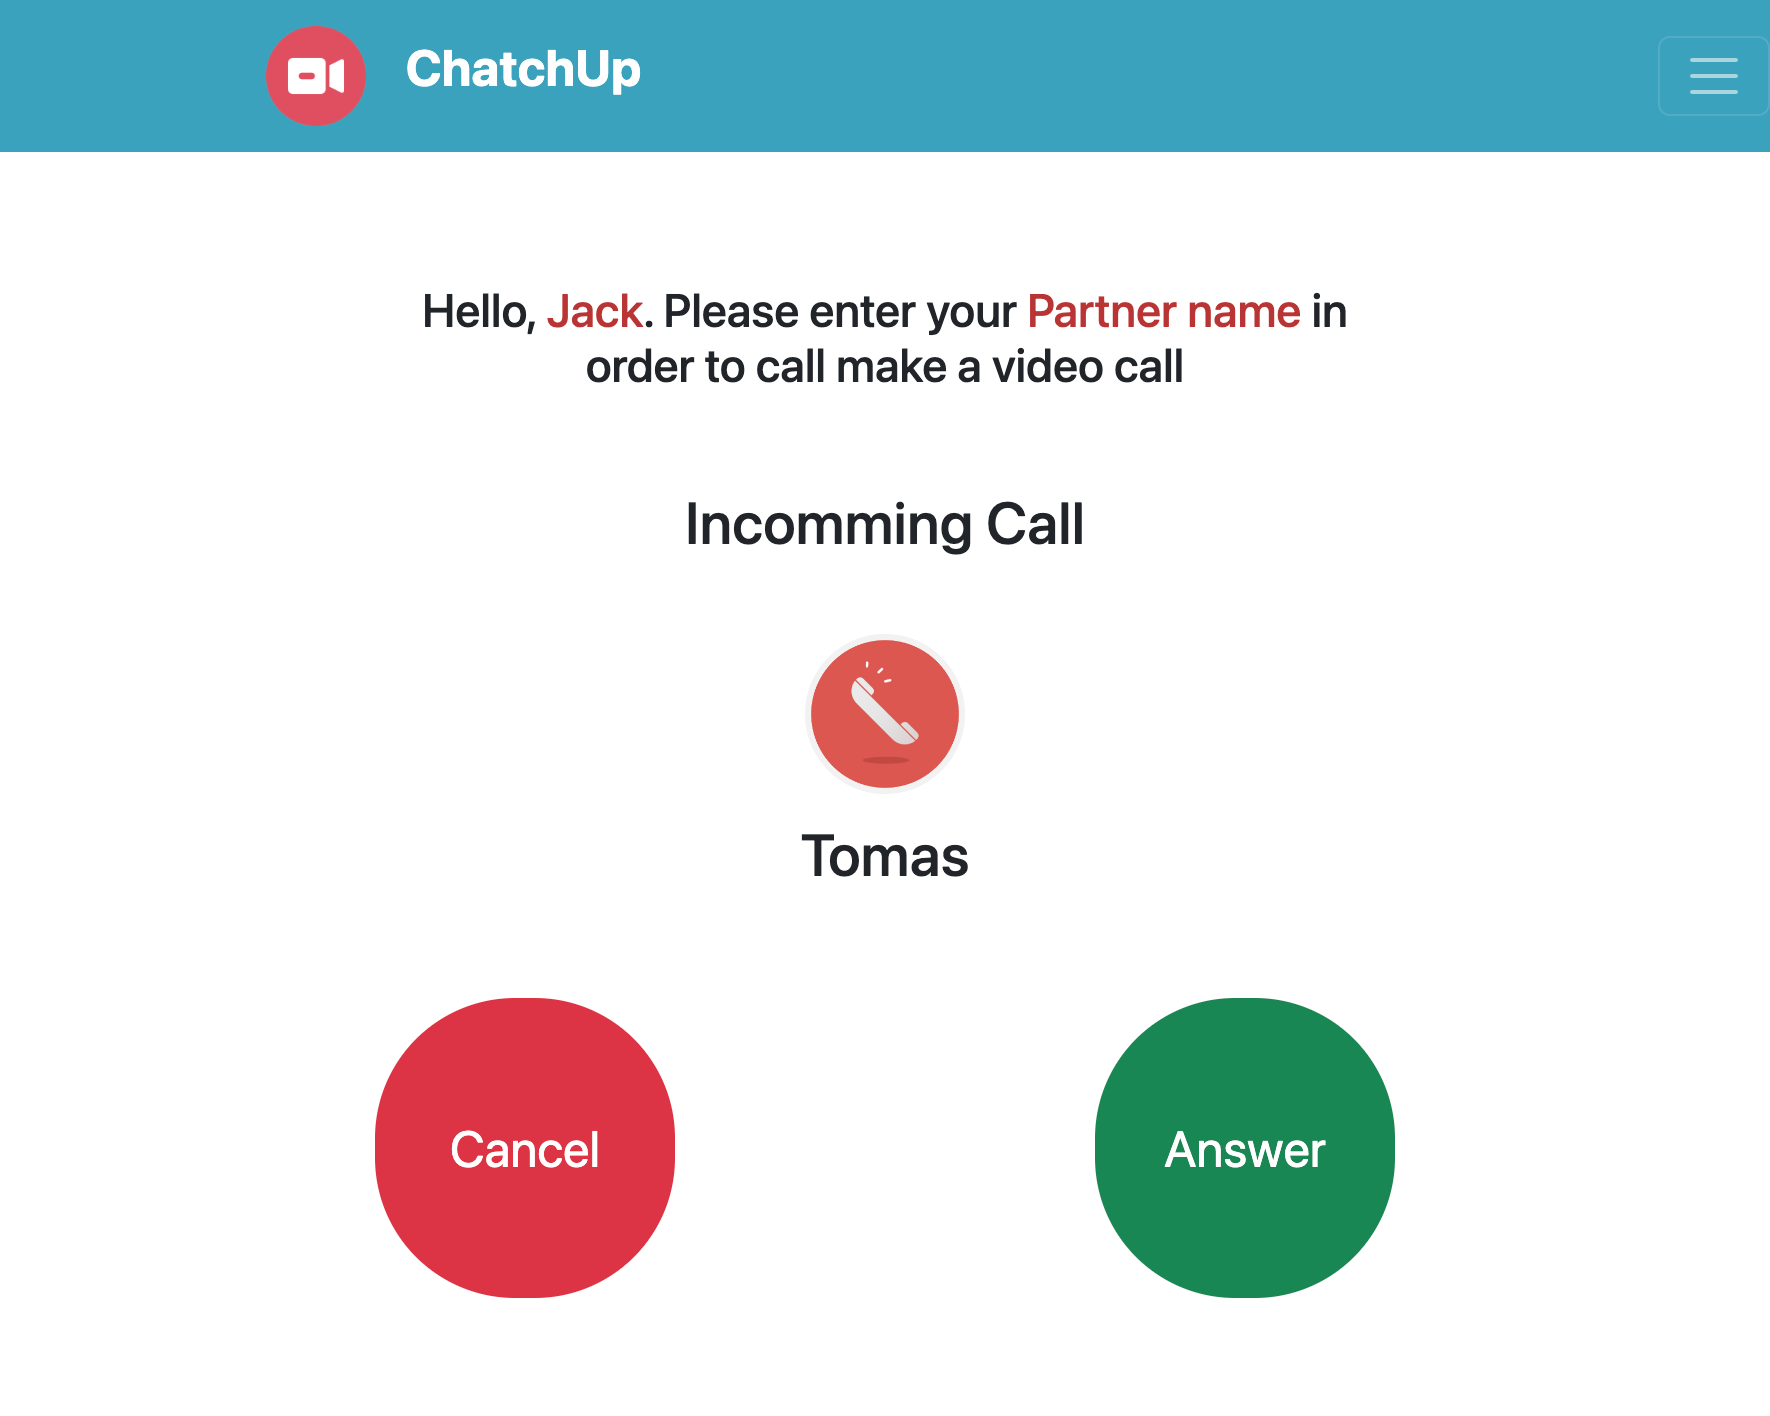 ChatchUp
Hello, Jack. Please enter your Partner name in
order to call make a video call
Incomming Call
Tomas
Cancel
Answer